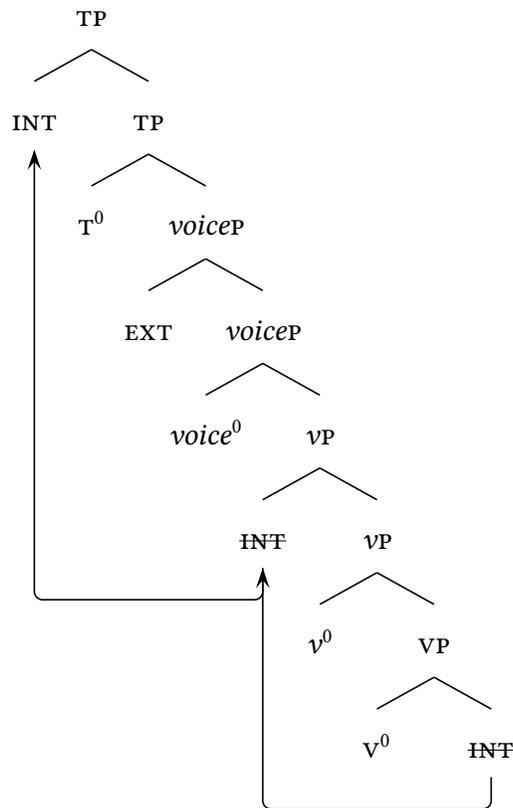 TP
INT TP
T⁰ voiceP
EXT voiceP
voice⁰ vP
INT vP
v⁰ VP
V⁰ INT